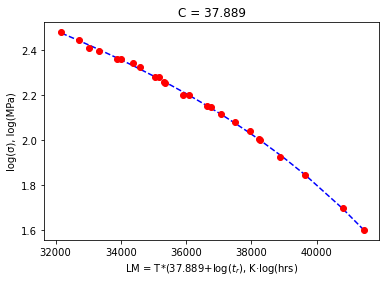 C = 37.889
log(σ), log(MPa)
2.4
2.2
2.0
1.8
1.6
32000 34000 36000 38000 40000
LM = T*(37.889+log(tᵣ), K·log(hrs)